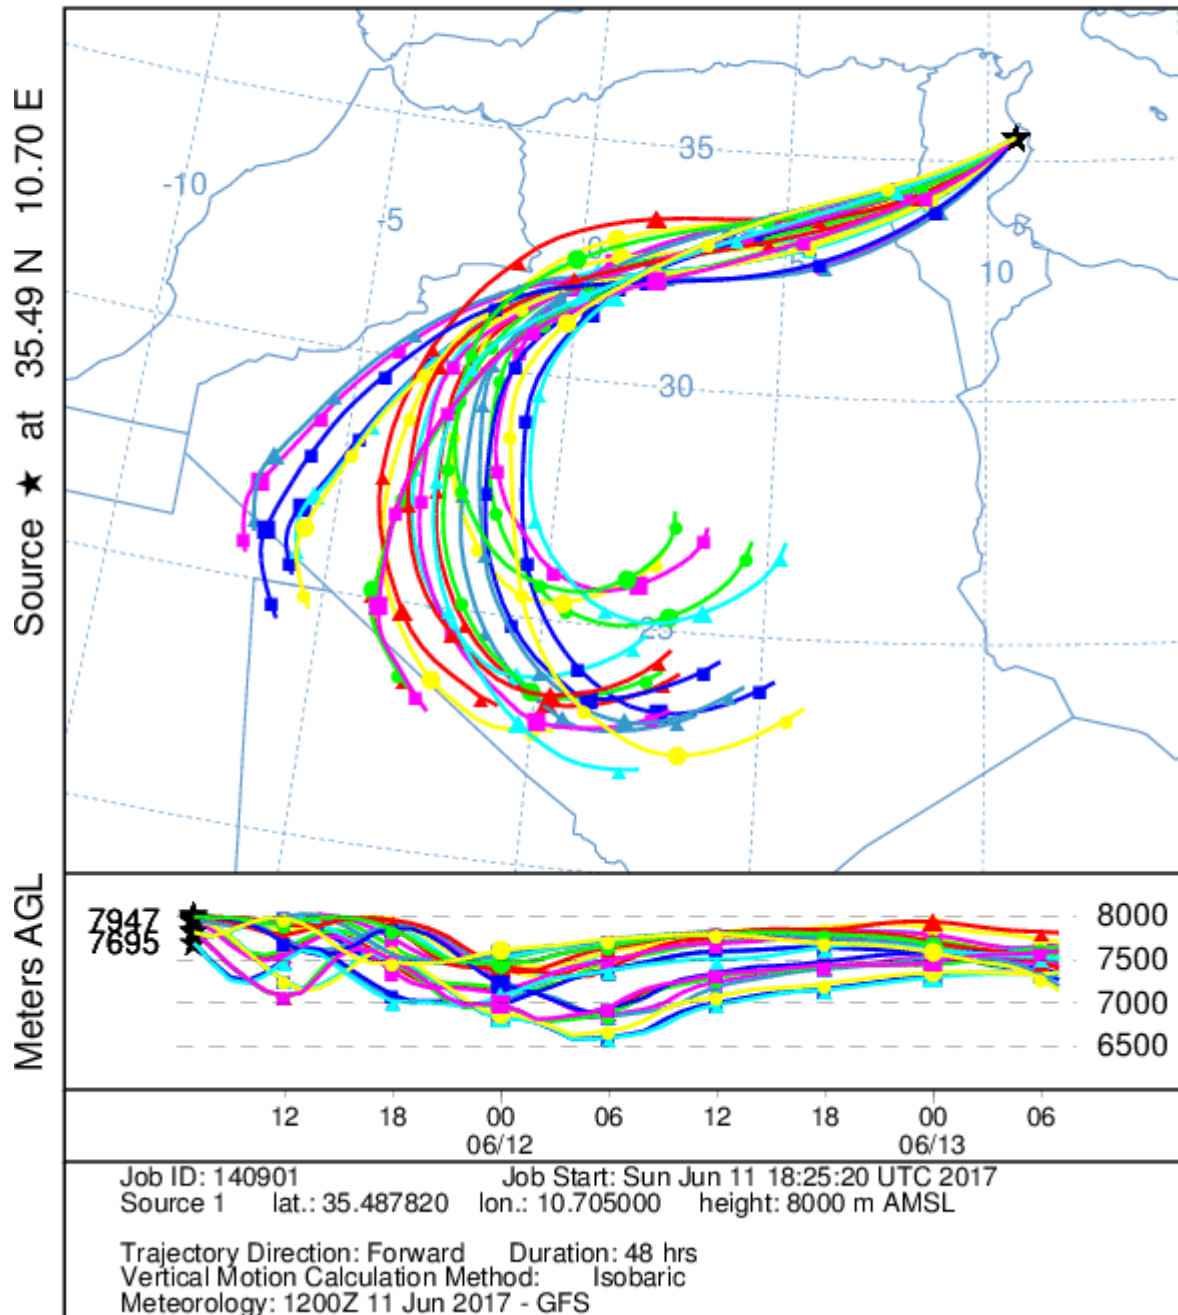 Source ★ at 35.49 N 10.70 E
35
-10
-5
5
10
30
25
Meters AGL
7947
7695
8000
7500
7000
6500
12 18 00 06 12 18 00 06
06/12 06/13
Job ID: 140901 Job Start: Sun Jun 11 18:25:20 UTC 2017
Source 1 lat.: 35.487820 lon.: 10.705000 height: 8000 m AMSL
Trajectory Direction: Forward Duration: 48 hrs
Vertical Motion Calculation Method: Isobaric
Meteorology: 1200Z 11 Jun 2017 - GFS